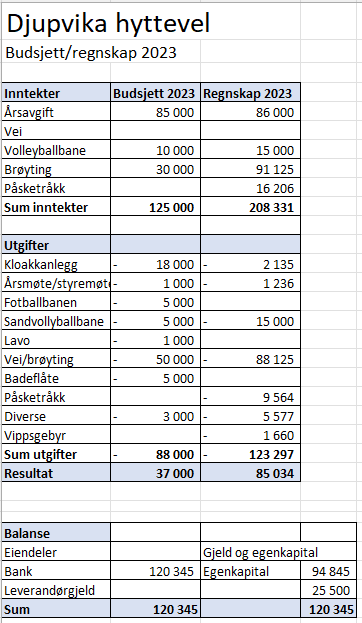 Djupvika hyttevel
Budsjett/regnskap 2023
Inntekter Budsjett 2023 Regnskap 2023
Årsavgift 85 000 86 000
Vei
Volleyballbane 10 000 15 000
Brøyting 30 000 91 125
Påsketråkk 16 206
Sum inntekter 125 000 208 331
Utgifter
Kloakkanlegg - 18 000 - 2 135
Årsmøte/styremøte - 1 000 - 1 236
Fotballbanen - 5 000
Sandvollyballbane - 5 000 - 15 000
Lavo - 1 000
Vei/brøyting - 50 000 - 88 125
Badeflåte - 5 000
Påsketråkk - 9 564
Diverse - 3 000 - 5 577
Vippsgebyr - 1 660
Sum utgifter - 88 000 - 123 297
Resultat 37 000 85 034
Balanse
Eiendeler Gjeld og egenkapital
Bank 120 345 Egenkapital 94 845
Leverandørgjeld 25 500
Sum 120 345 120 345